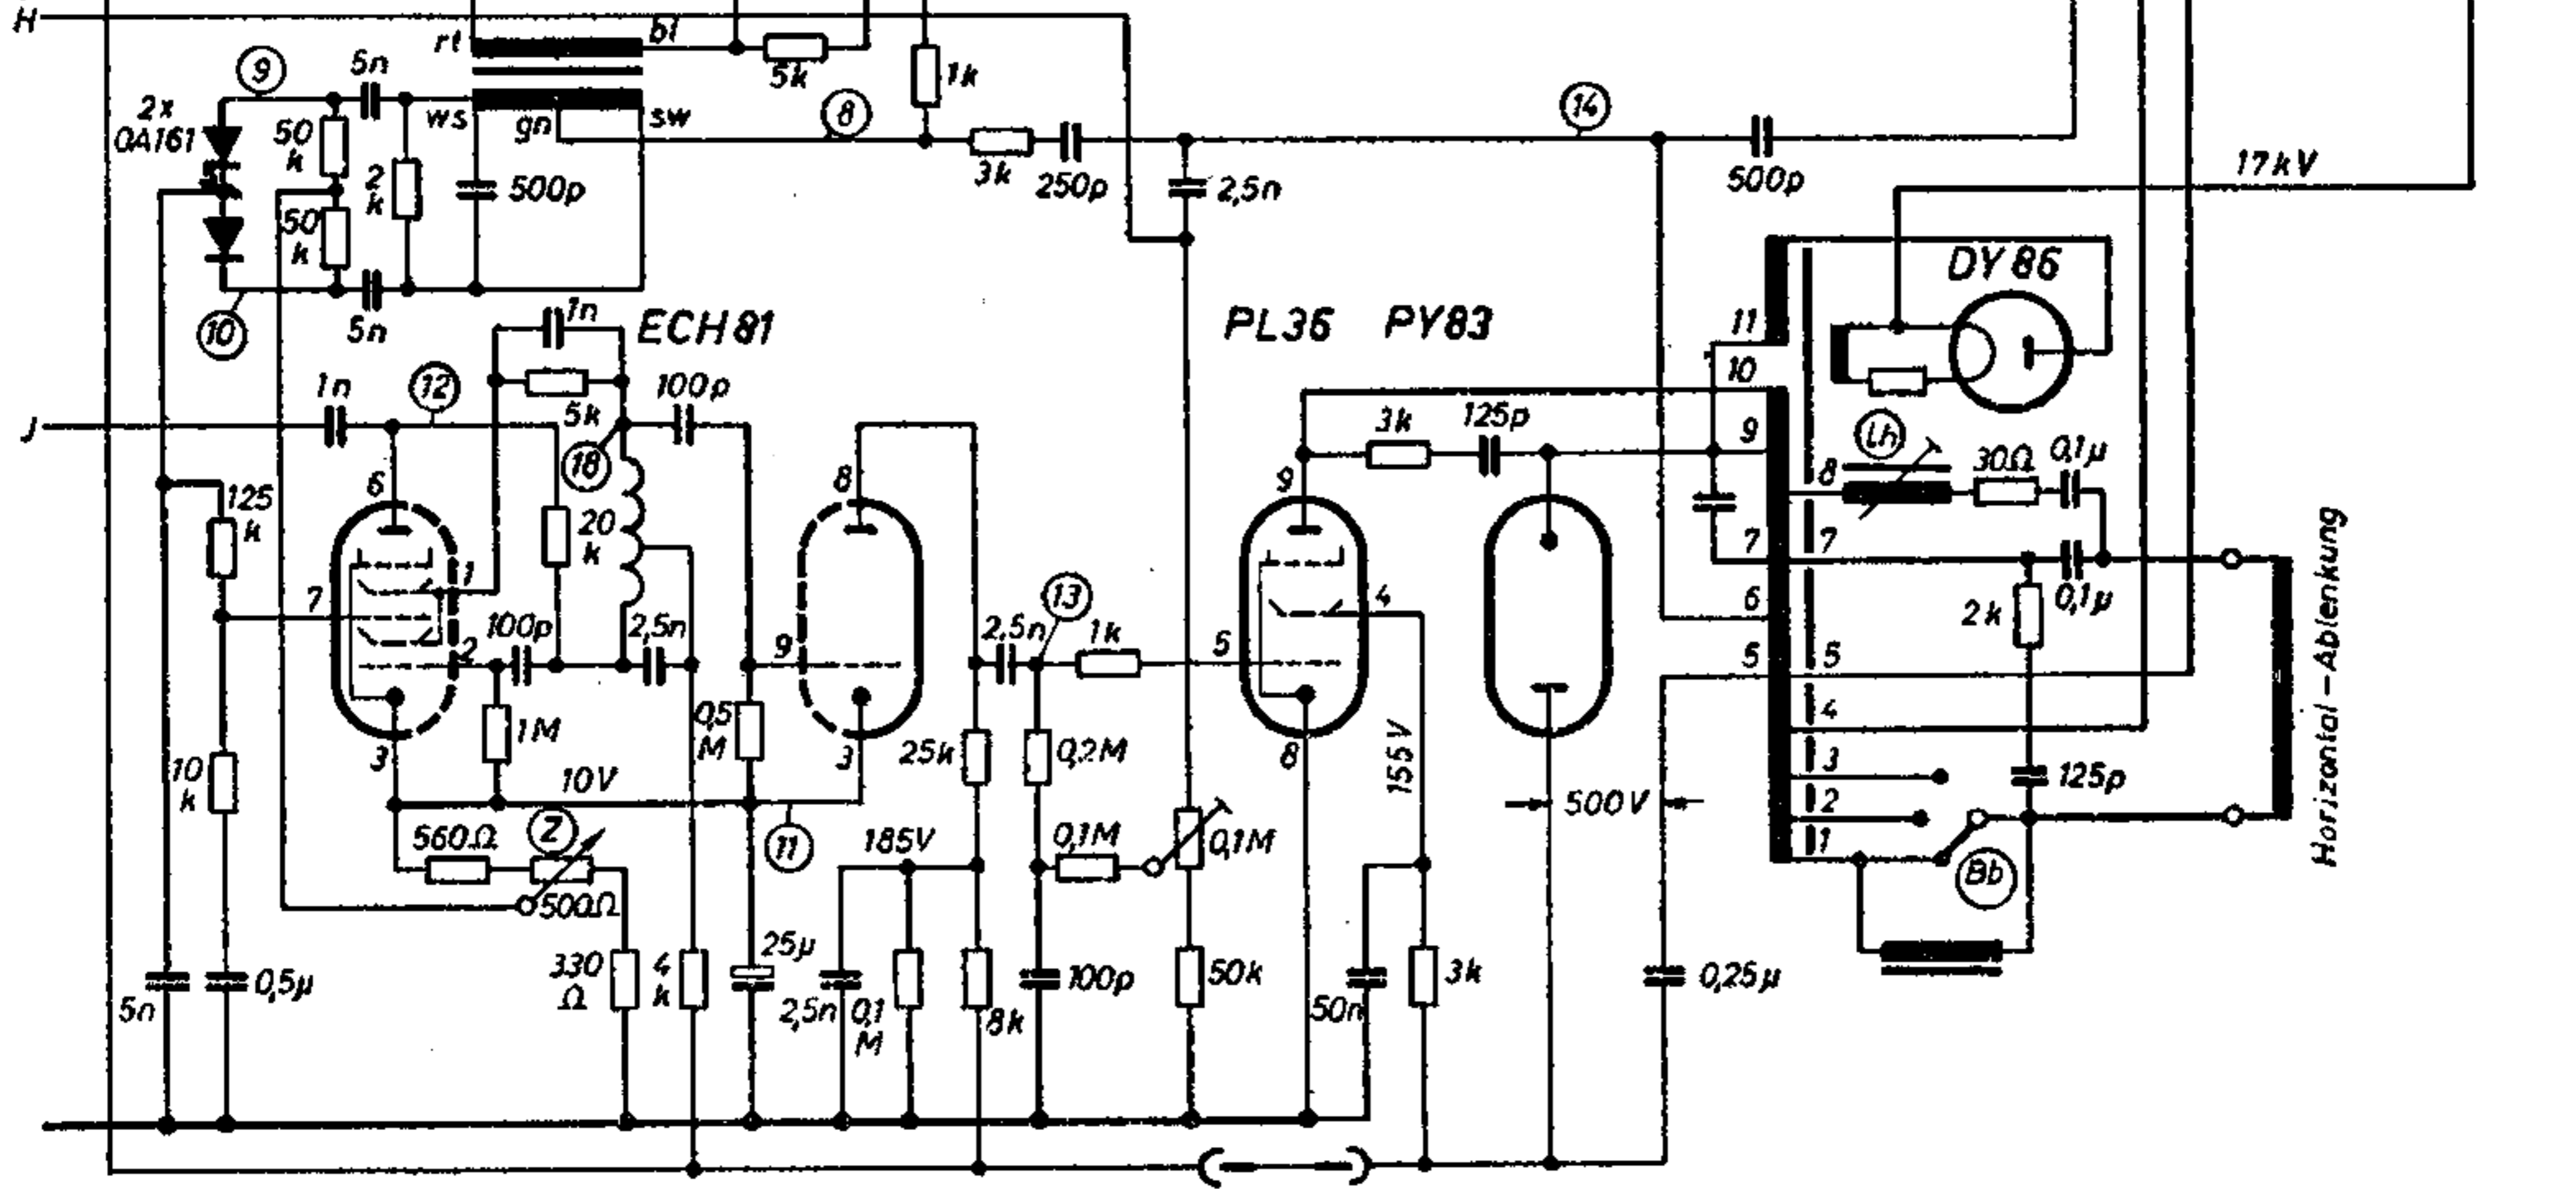 H
rt
bl
5k
1k
9
5n
2x
OA161
50
k
ws
gn
sw
8
14
3k
250p
2,5n
500p
17kV
2
k
500p
50
k
10
5n
1n
ECH81
PL36
PY83
DY86
11
10
1n
12
5k
100p
3k
125p
9
Lh
30Ω
0,1µ
J
18
8
6
8
9
125
k
20
k
7
7
0,1µ
7
1
13
4
6
2k
100p
2,5n
2,5n
1k
2
9
5
5
5
1M
0,5
M
25k
0,2M
155V
4
3
3
8
3
10
k
10V
500V
125p
2
560Ω
Z
11
185V
0,1M
0,1M
1
Bb
500Ω
330
Ω
4
k
25µ
5n
0,5µ
2,5n
0,1
M
8k
100p
50k
50n
3k
0,25µ
Horizontal-Ablenkung